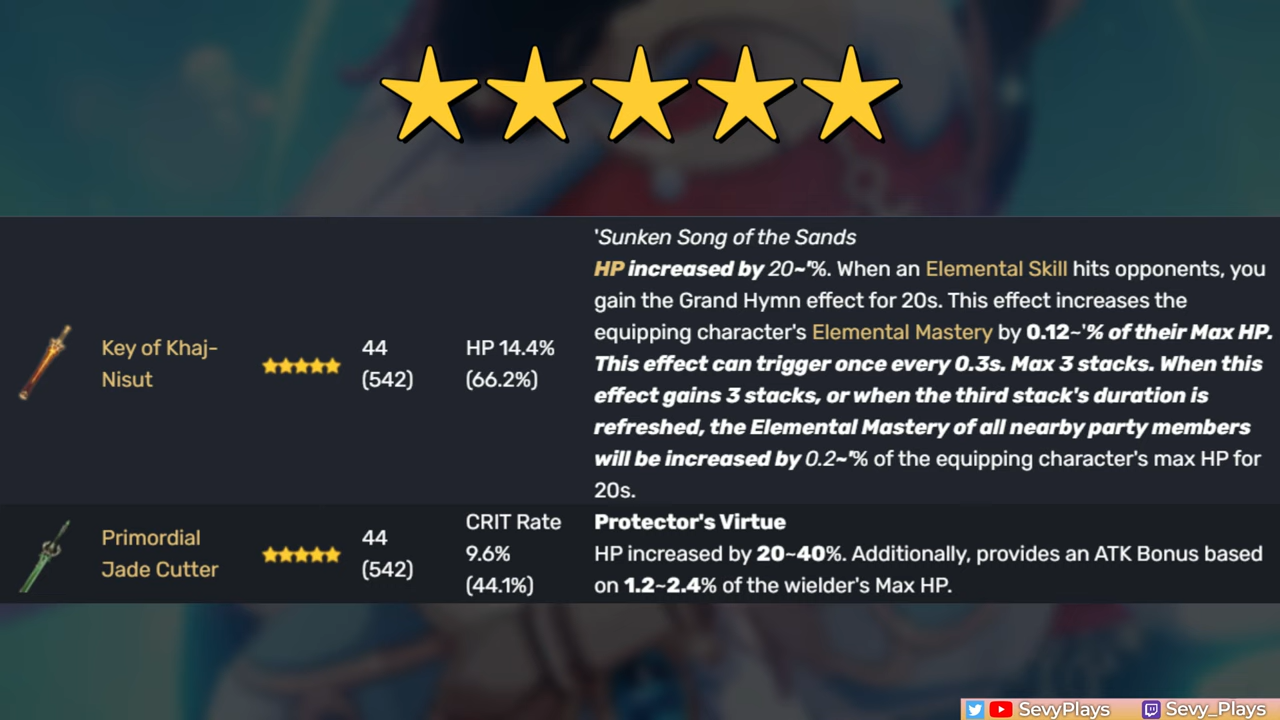 'Sunken Song of the Sands
HP increased by 20~'%. When an Elemental Skill hits opponents, you
gain the Grand Hymn effect for 20s. This effect increases the
equipping character's Elemental Mastery by 0.12~'% of their Max HP.
This effect can trigger once every 0.3s. Max 3 stacks. When this
effect gains 3 stacks, or when the third stack's duration is
refreshed, the Elemental Mastery of all nearby party members
will be increased by 0.2~'% of the equipping character's max HP for
20s.
Key of Khaj-
Nisut
44
(542)
HP 14.4%
(66.2%)
Primordial
Jade Cutter
44
(542)
CRIT Rate
9.6%
(44.1%)
Protector's Virtue
HP increased by 20~40%. Additionally, provides an ATK Bonus based
on 1.2~2.4% of the wielder's Max HP.
SevyPlays
Sevy_Plays